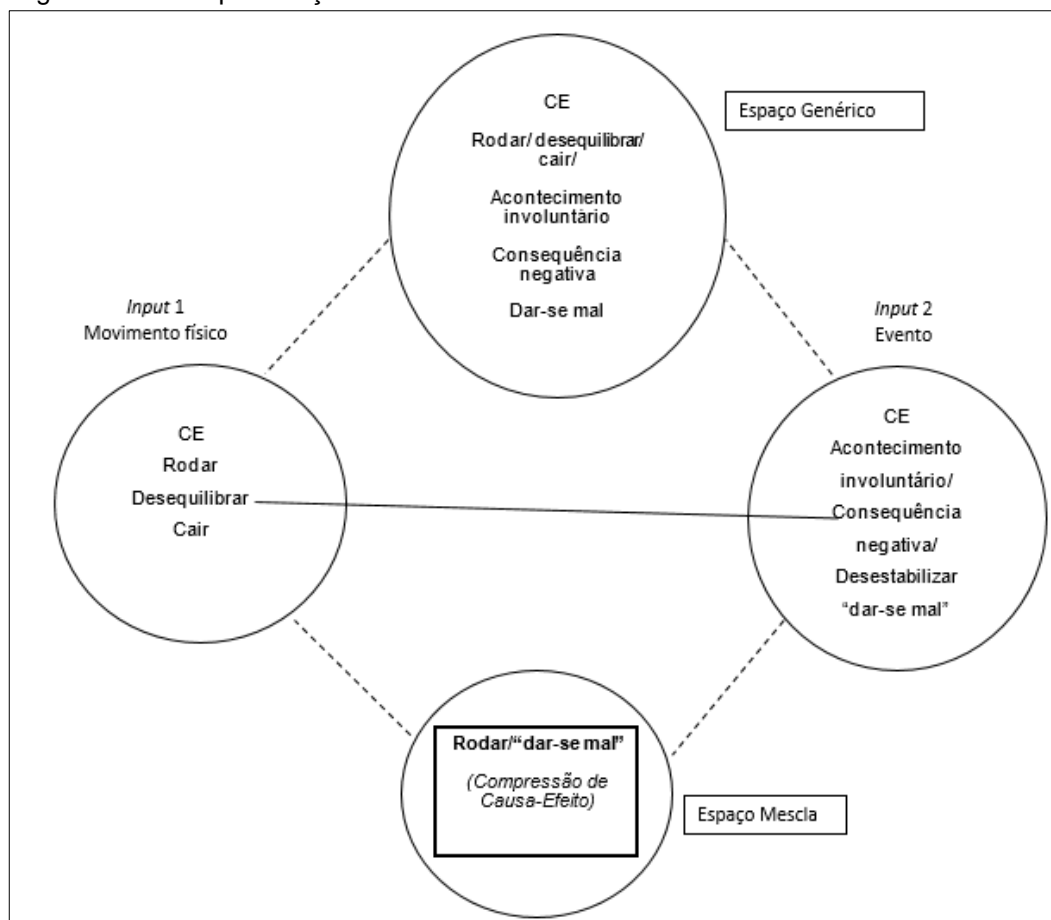 CE
Rodar/ desequilibrar/
cair/
Acontecimento
involuntário
Consequência
negativa
Dar-se mal
Espaço Genérico
Input 1
Movimento físico
Input 2
Evento
CE
Rodar
Desequilibrar
Cair
CE
Acontecimento
involuntário/
Consequência
negativa/
Desestabilizar
“dar-se mal”
Rodar/“dar-se mal”
(Compressão de
Causa-Efeito)
Espaço Mescla